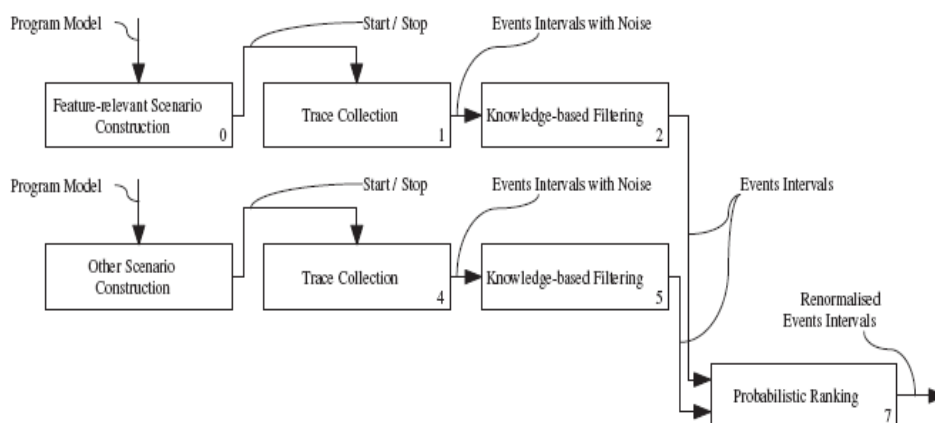 Program Model
Start / Stop
Events Intervals with Noise
Feature-relevant Scenario
Construction
0
Trace Collection
1
Knowledge-based Filtering
2
Program Model
Start / Stop
Events Intervals with Noise
Events Intervals
Other Scenario
Construction
Trace Collection
4
Knowledge-based Filtering
5
Renormalised
Events Intervals
Probabilistic Ranking
7